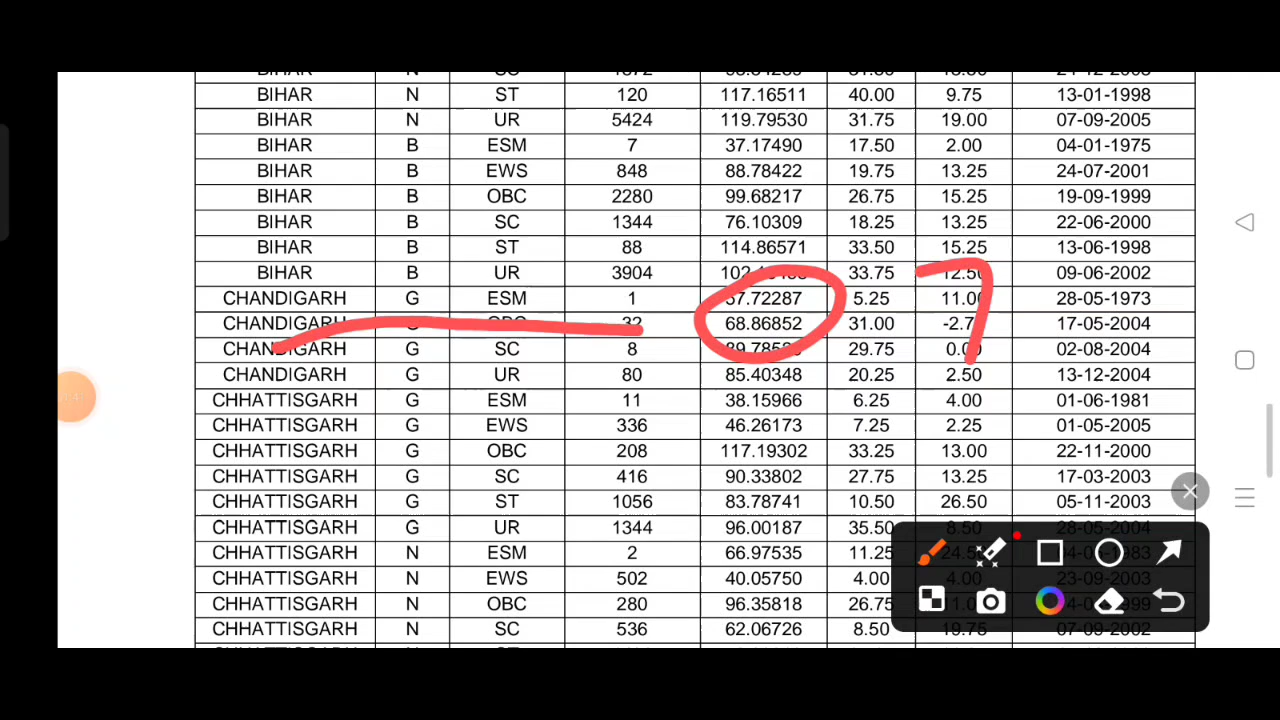 BIHAR N ST 120 117.16511 40.00 9.75 13-01-1998
BIHAR N UR 5424 119.79530 31.75 19.00 07-09-2005
BIHAR B ESM 7 37.17490 17.50 2.00 04-01-1975
BIHAR B EWS 848 88.78422 19.75 13.25 24-07-2001
BIHAR B OBC 2280 99.68217 26.75 15.25 19-09-1999
BIHAR B SC 1344 76.10309 18.25 13.25 22-06-2000
BIHAR B ST 88 114.86571 33.50 15.25 13-06-1998
BIHAR B UR 3904 33.75 12.50 09-06-2002
CHANDIGARH G ESM 1 37.72287 5.25 11.00 28-05-1973
CHANDIGARH G OBC 32 68.86852 31.00 17-05-2004
CHANDIGARH G SC 8 29.75 0.00 02-08-2004
CHANDIGARH G UR 80 85.40348 20.25 2.50 13-12-2004
CHHATTISGARH G ESM 11 38.15966 6.25 4.00 01-06-1981
CHHATTISGARH G EWS 336 46.26173 7.25 2.25 01-05-2005
CHHATTISGARH G OBC 208 117.19302 33.25 13.00 22-11-2000
CHHATTISGARH G SC 416 90.33802 27.75 13.25 17-03-2003
CHHATTISGARH G ST 1056 83.78741 10.50 26.50 05-11-2003
CHHATTISGARH G UR 1344 96.00187 35.50 8.50 28-05-2004
CHHATTISGARH N ESM 2 66.97535 11.25
CHHATTISGARH N EWS 502 40.05750 4.00 4.00 23-09-2003
CHHATTISGARH N OBC 280 96.35818 26.75
CHHATTISGARH N SC 536 62.06726 8.50 19.75 07-09-2002